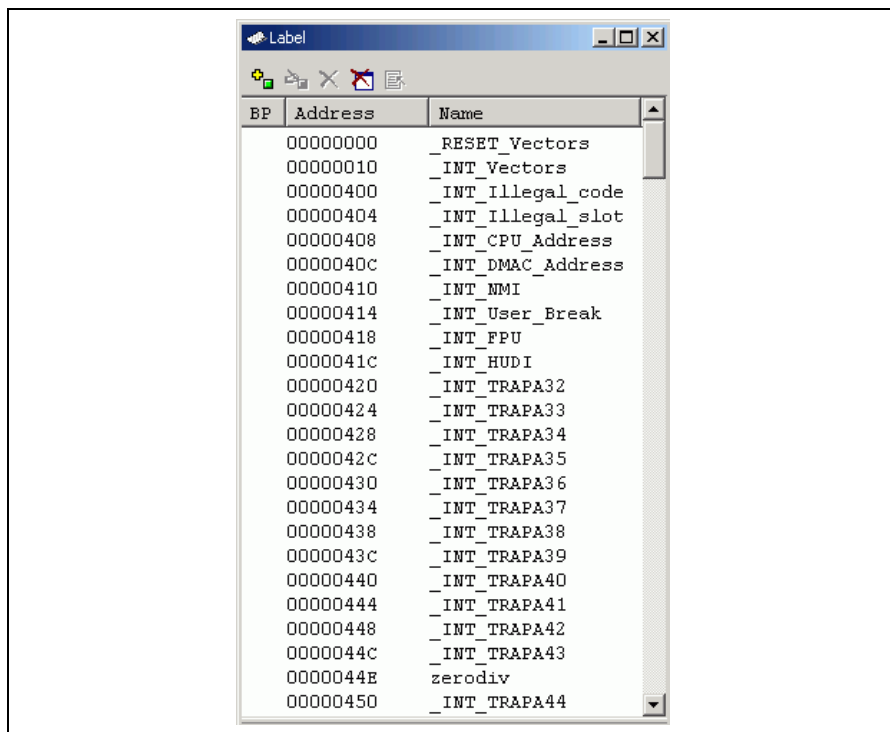 Label
BP Address Name
00000000 _RESET_Vectors
00000010 _INT_Vectors
00000400 _INT_Illegal_code
00000404 _INT_Illegal_slot
00000408 _INT_CPU_Address
0000040C _INT_DMAC_Address
00000410 _INT_NMI
00000414 _INT_User_Break
00000418 _INT_FPU
0000041C _INT_HUDI
00000420 _INT_TRAPA32
00000424 _INT_TRAPA33
00000428 _INT_TRAPA34
0000042C _INT_TRAPA35
00000430 _INT_TRAPA36
00000434 _INT_TRAPA37
00000438 _INT_TRAPA38
0000043C _INT_TRAPA39
00000440 _INT_TRAPA40
00000444 _INT_TRAPA41
00000448 _INT_TRAPA42
0000044C _INT_TRAPA43
0000044E zerodiv
00000450 _INT_TRAPA44